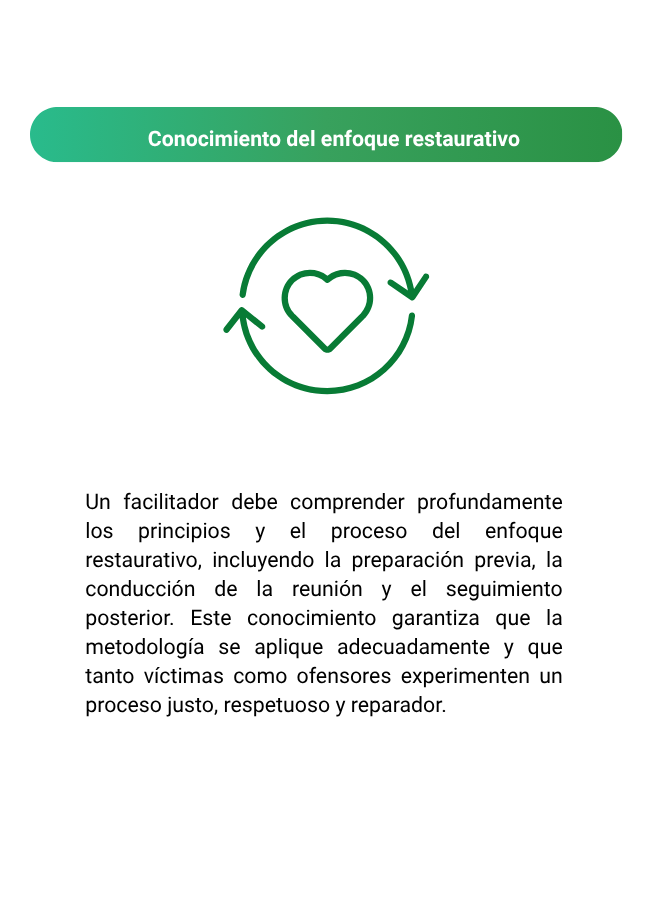 Conocimiento del enfoque restaurativo
Un facilitador debe comprender profundamente
los principios y el proceso del enfoque
restaurativo, incluyendo la preparación previa, la
conducción de la reunión y el seguimiento
posterior. Este conocimiento garantiza que la
metodología se aplique adecuadamente y que
tanto víctimas como ofensores experimenten un
proceso justo, respetuoso y reparador.